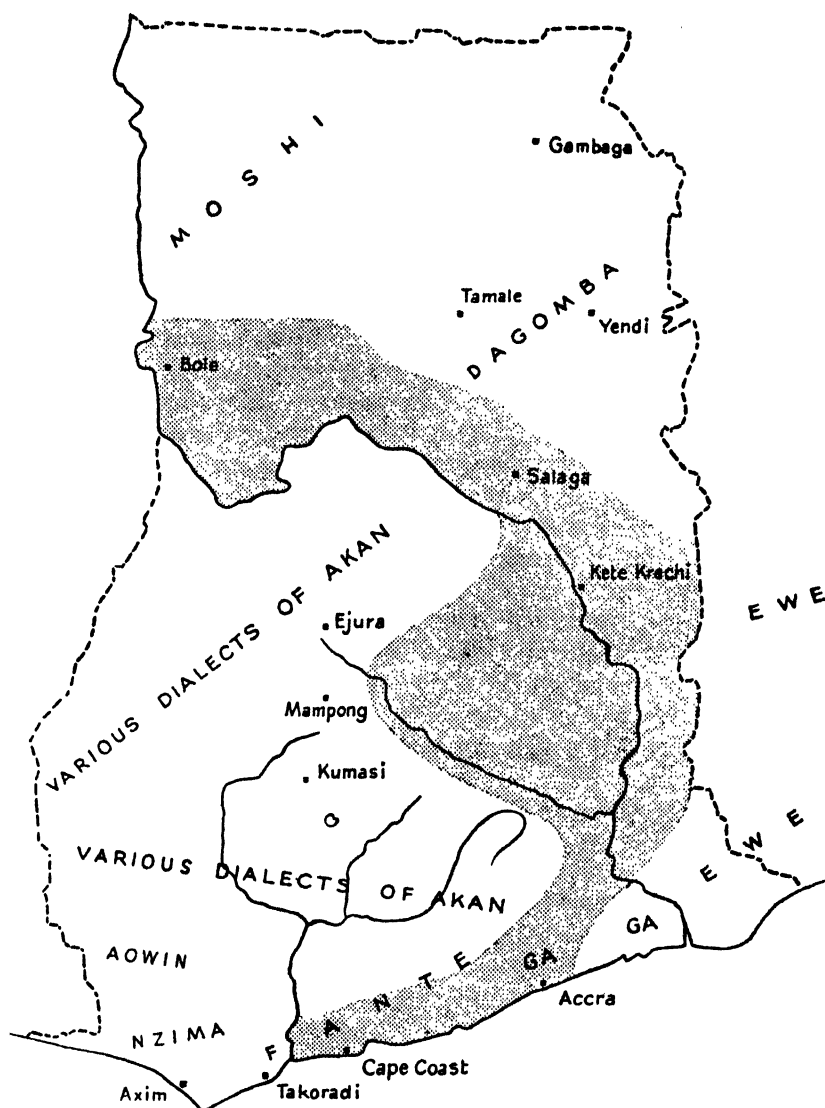 MOSHI
Gambaga
Tamale
DAGOMBA
Yendi
Bole
Salaga
VARIOUS DIALECTS OF AKAN
Kete Krachi
EWE
Ejura
Mampong
Kumasi
EWE
VARIOUS DIALECTS OF AKAN
GA
AOWIN
GA
FANTE
Accra
NZIMA
Cape Coast
Axim
Takoradi